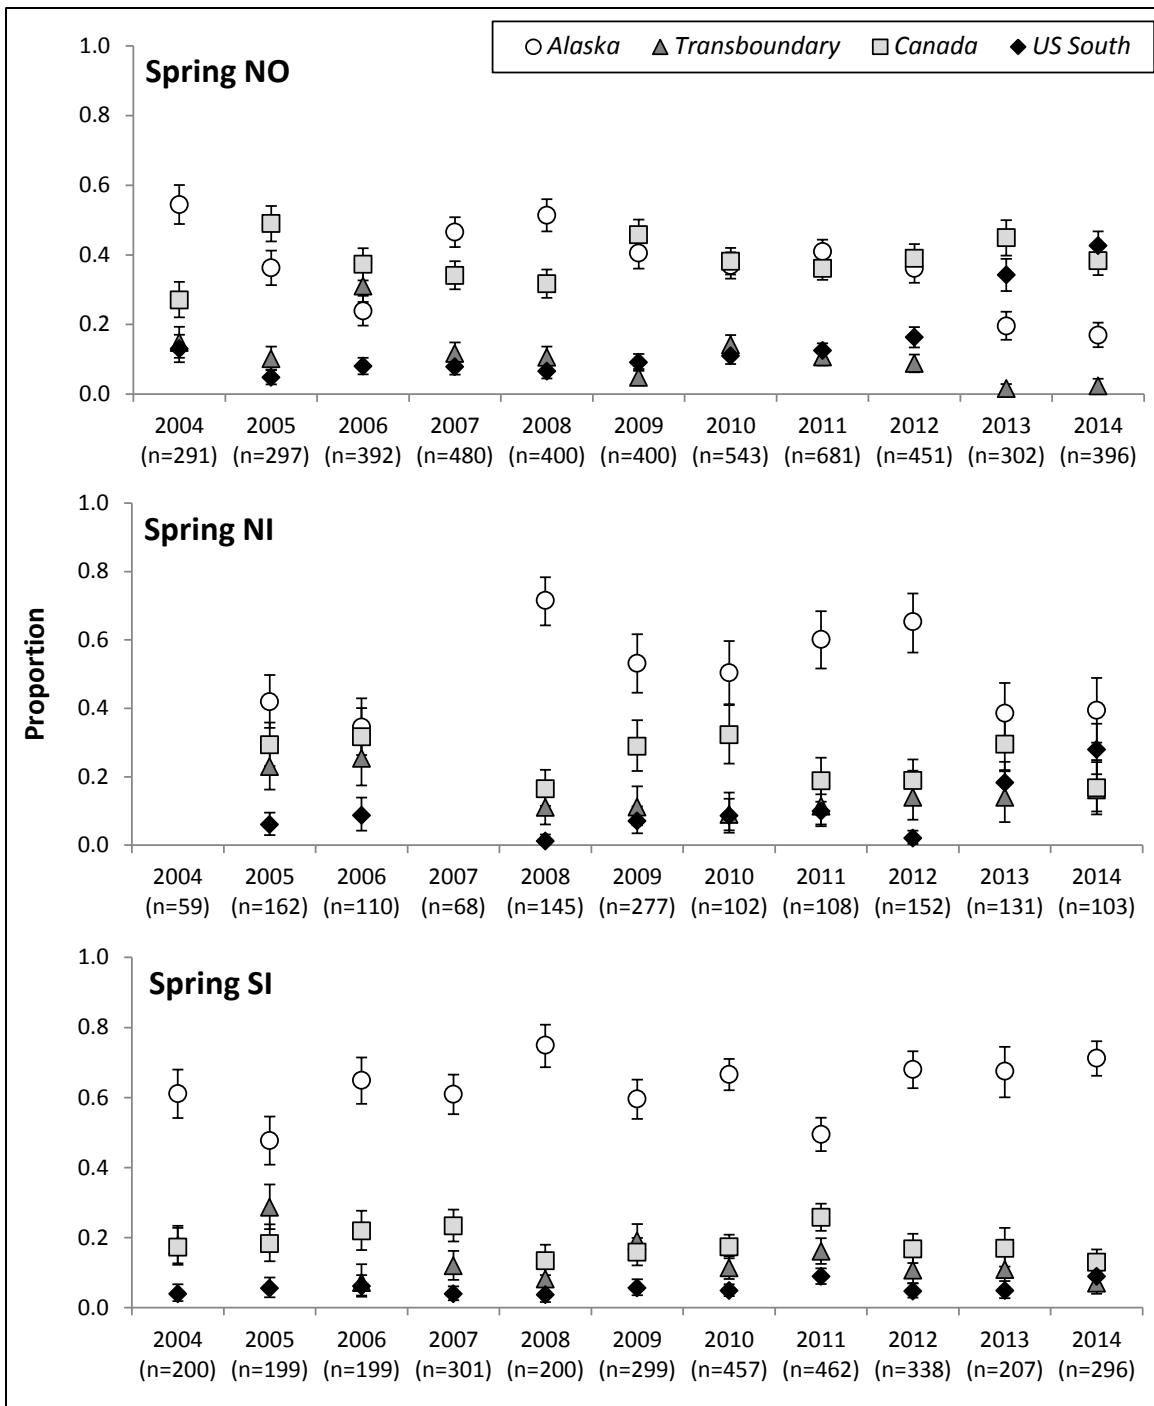 Alaska Transboundary Canada US South
Spring NO
1.0
0.8
0.6
0.4
0.2
0.0
2004 2005 2006 2007 2008 2009 2010 2011 2012 2013 2014
(n=291) (n=297) (n=392) (n=480) (n=400) (n=400) (n=543) (n=681) (n=451) (n=302) (n=396)
Proportion
Spring NI
1.0
0.8
0.6
0.4
0.2
0.0
2004 2005 2006 2007 2008 2009 2010 2011 2012 2013 2014
(n=59) (n=162) (n=110) (n=68) (n=145) (n=277) (n=102) (n=108) (n=152) (n=131) (n=103)
Spring SI
1.0
0.8
0.6
0.4
0.2
0.0
2004 2005 2006 2007 2008 2009 2010 2011 2012 2013 2014
(n=200) (n=199) (n=199) (n=301) (n=200) (n=299) (n=457) (n=462) (n=338) (n=207) (n=296)